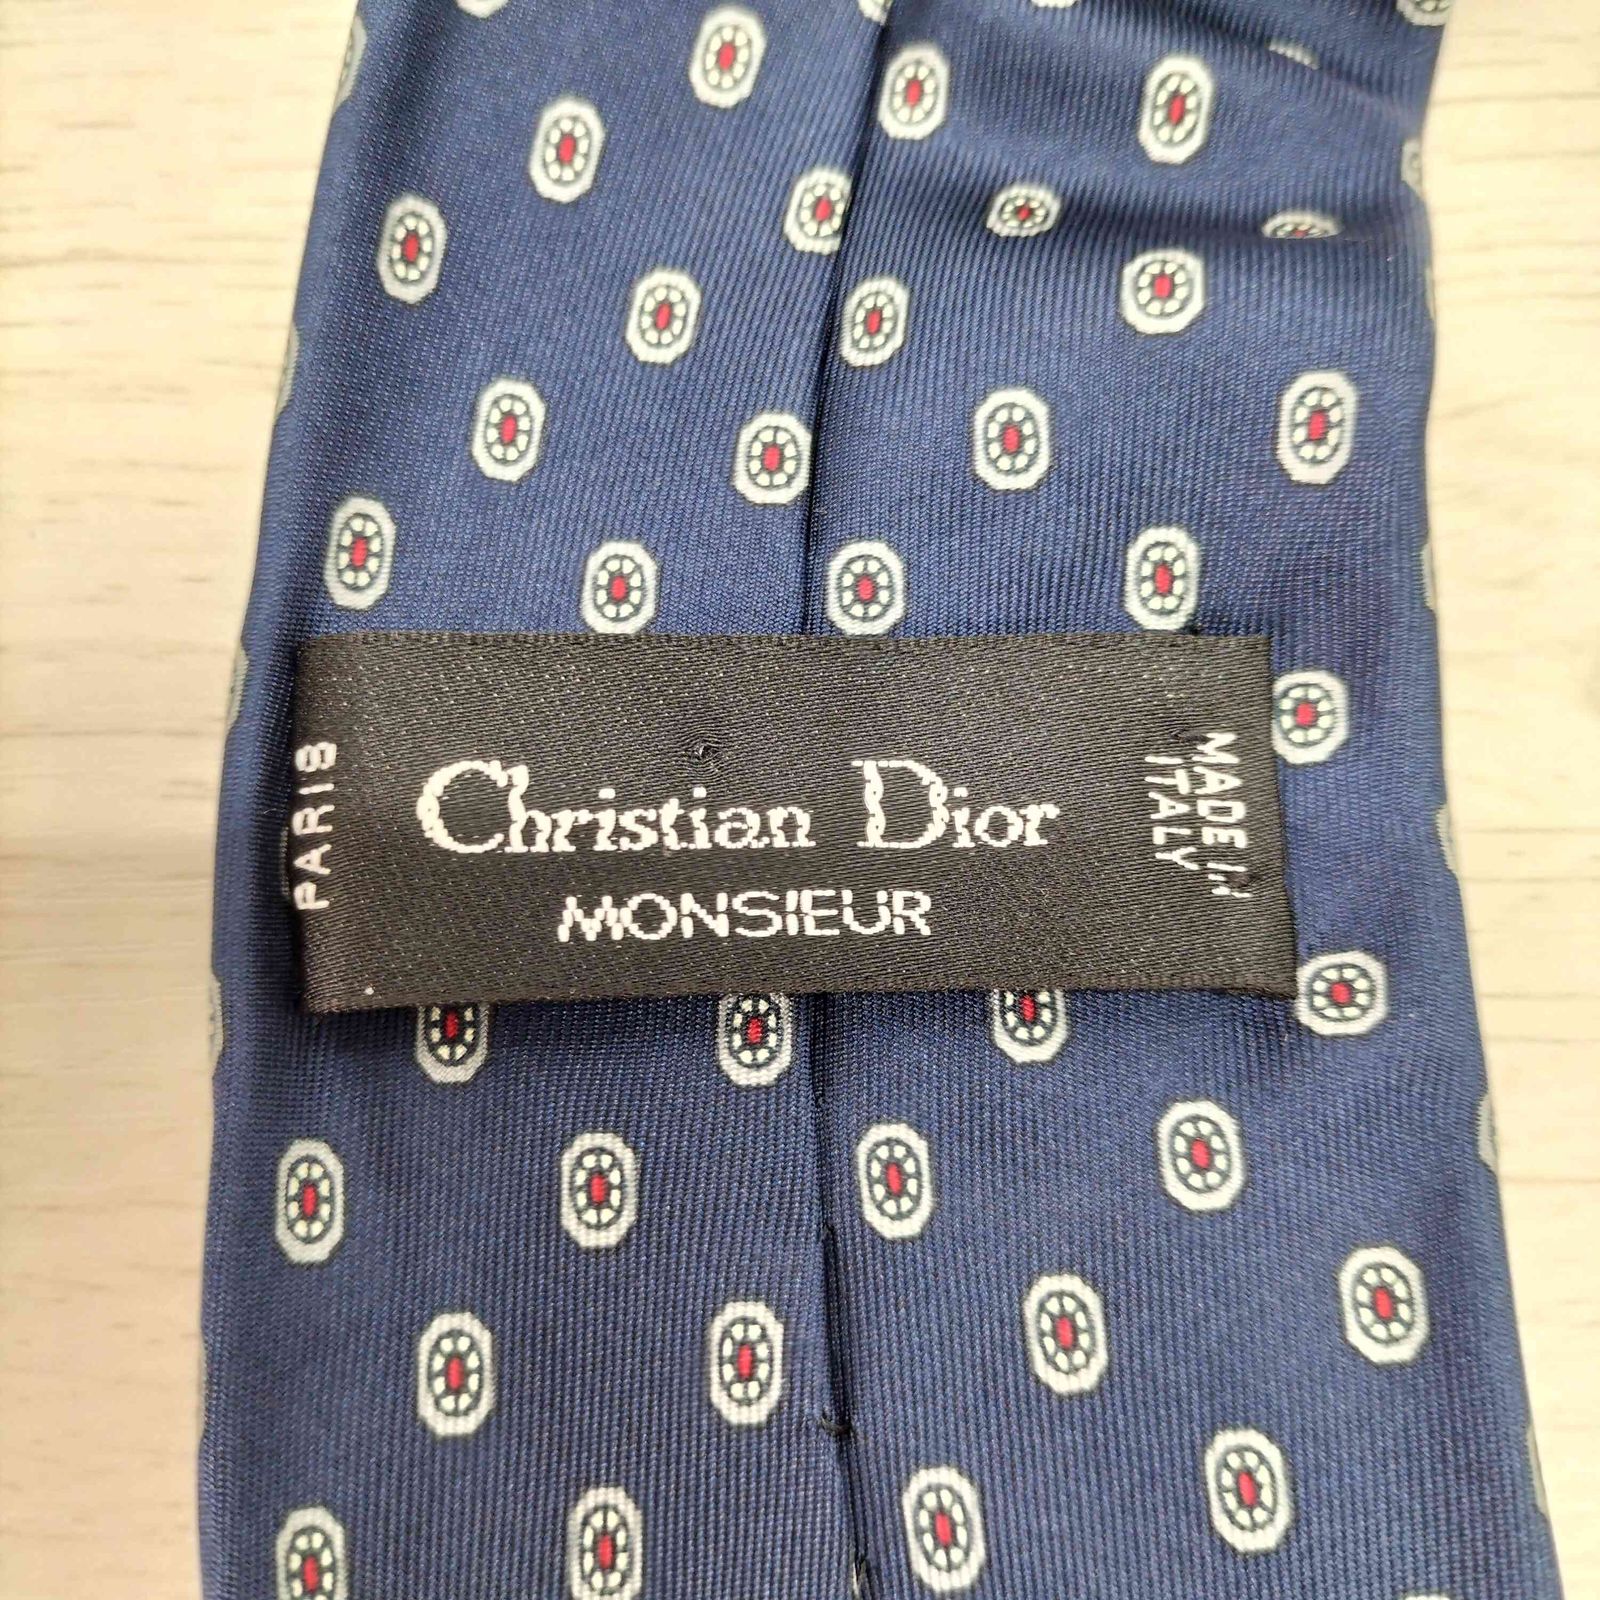 PARIS
Christian Dior
MONSIEUR
MADE IN
ITALY